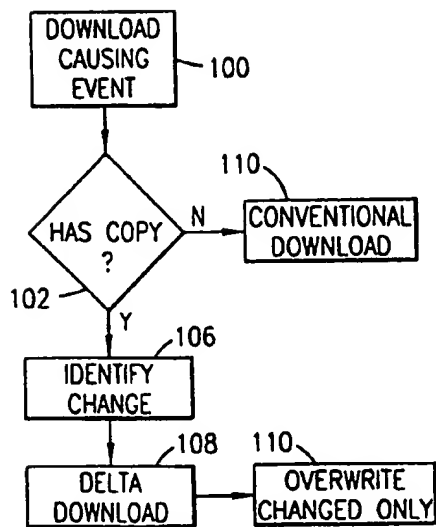 DOWNLOAD
CAUSING
EVENT
100
HAS COPY
?
102
N
110
CONVENTIONAL
DOWNLOAD
Y
106
IDENTIFY
CHANGE
108
DELTA
DOWNLOAD
110
OVERWRITE
CHANGED ONLY